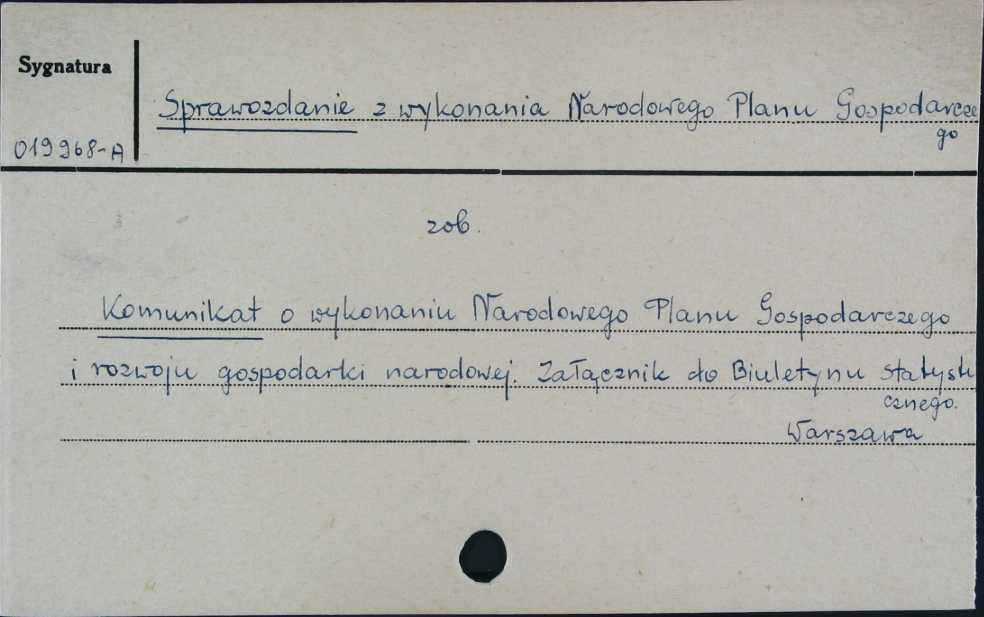 Sygnatura
Sprawozdanie z wykonania Narodowego Planu Gospodarcze
go
019968-A
zob.
Komunikat o wykonaniu Narodowego Planu Gospodarczego
i rozwoju gospodarki narodowej. Załącznik do Biuletynu Statysty
cznego.
Warszawa